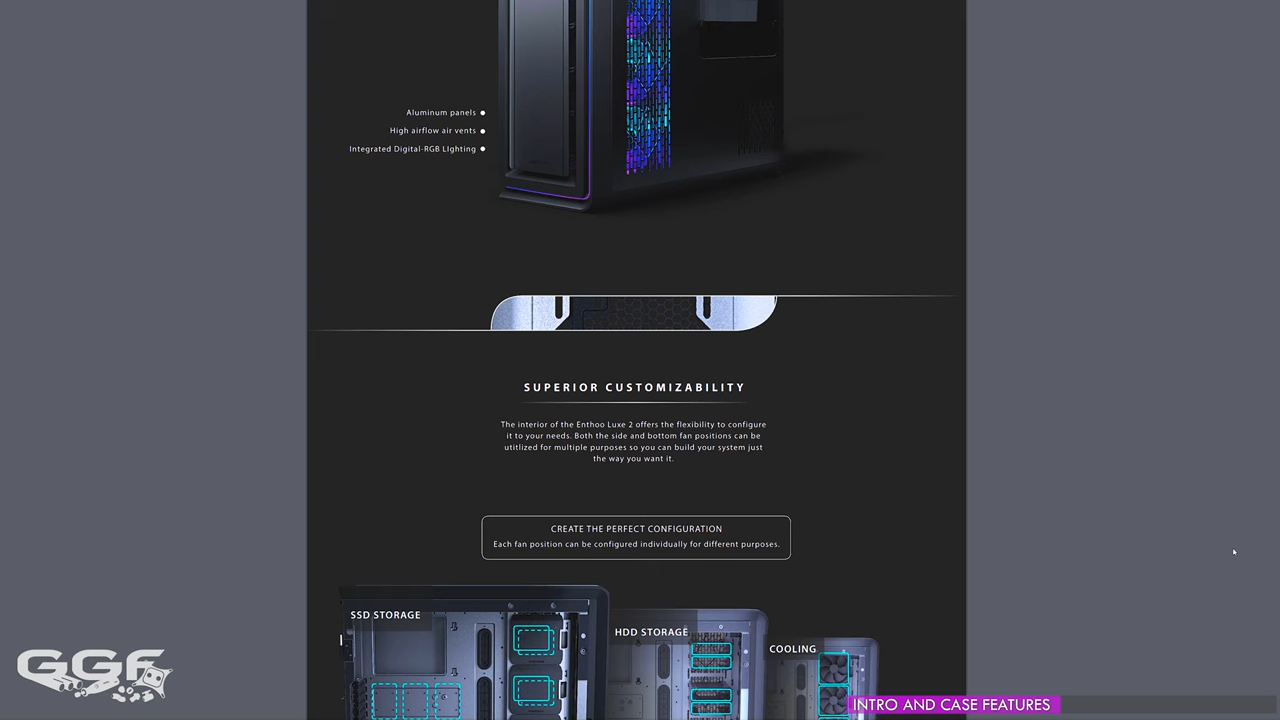 Aluminum panels
High airflow air vents
Integrated Digital-RGB LIghting
SUPERIOR CUSTOMIZABILITY
The interior of the Enthoo Luxe 2 offers the flexibility to configure
it to your needs. Both the side and bottom fan positions can be
utitlized for multiple purposes so you can build your system just
the way you want it.
CREATE THE PERFECT CONFIGURATION
Each fan position can be configured individually for different purposes.
SSD STORAGE
HDD STORAGE
COOLING
GGF
INTRO AND CASE FEATURES